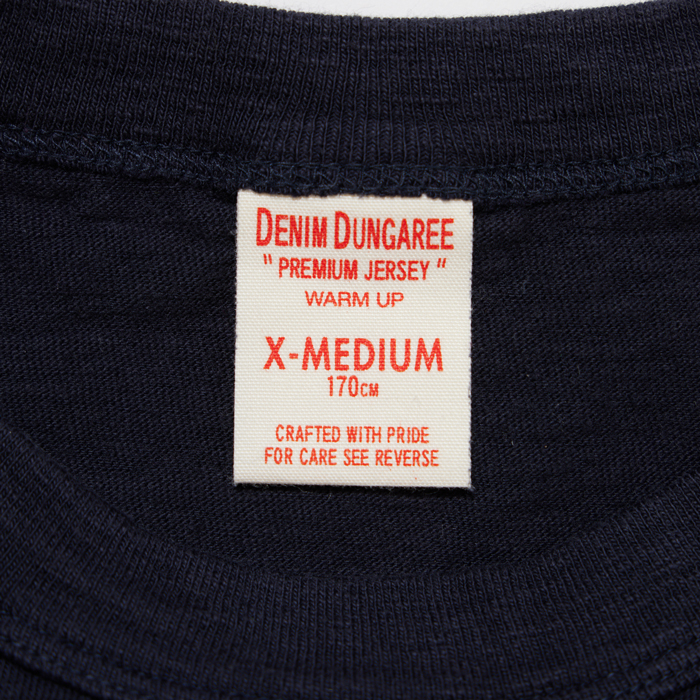 DENIM DUNGAREE
" PREMIUM JERSEY "
WARM UP
X-MEDIUM
170CM
CRAFTED WITH PRIDE
FOR CARE SEE REVERSE